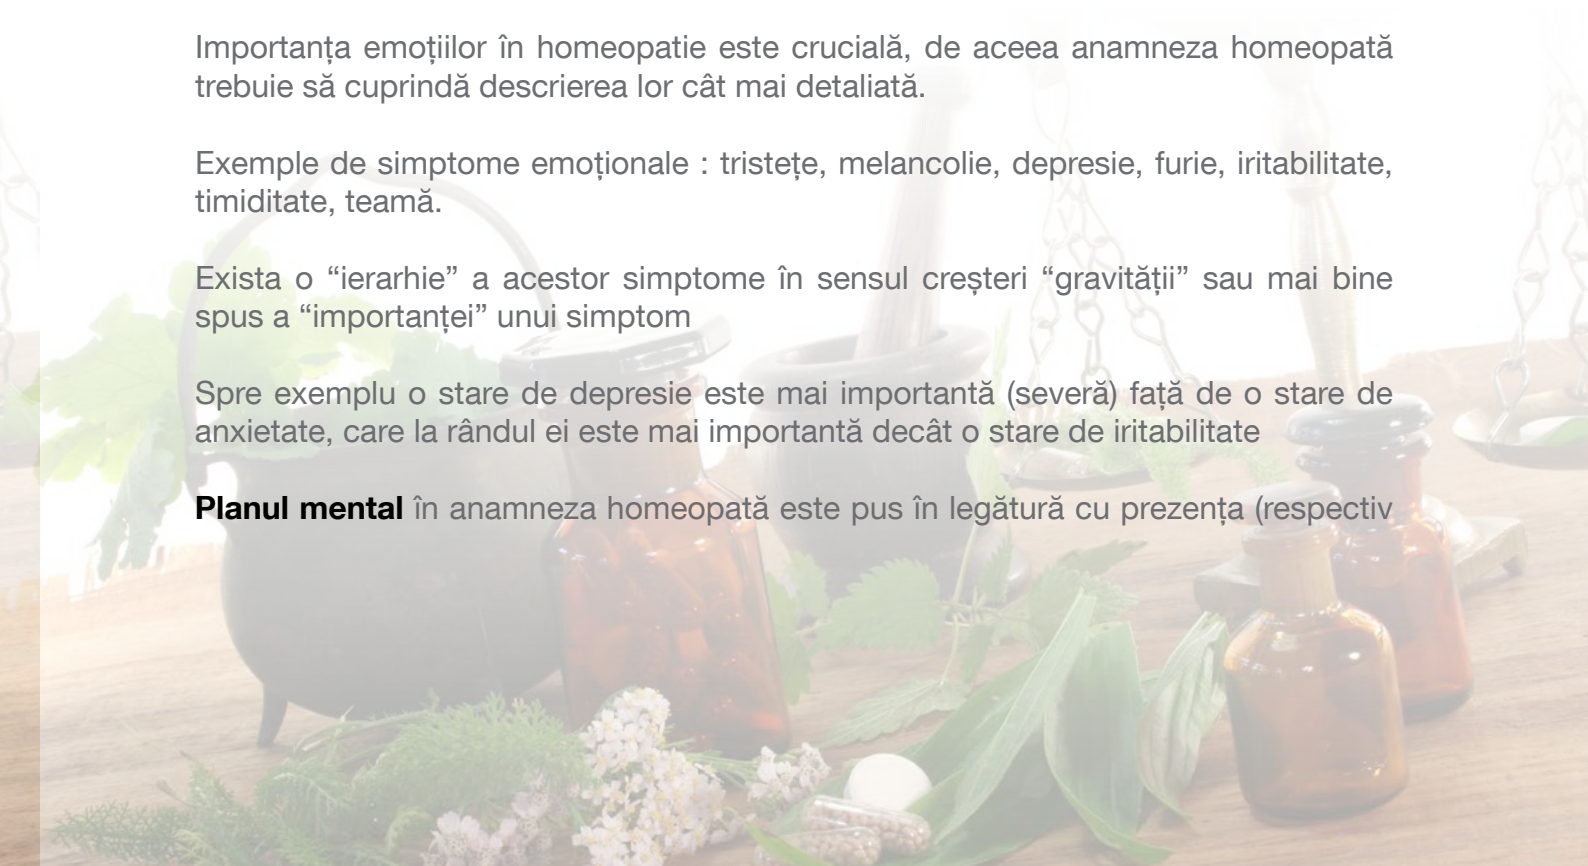 Importanța emoțiilor în homeopatie este crucială, de aceea anamneza homeopată
trebuie să cuprindă descrierea lor cât mai detaliată.
Exemple de simptome emoționale : tristețe, melancolie, depresie, furie, iritabilitate,
timiditate, teamă.
Exista o “ierarhie” a acestor simptome în sensul creșteri “gravității” sau mai bine
spus a “importanței” unui simptom
Spre exemplu o stare de depresie este mai importantă (severă) față de o stare de
anxietate, care la rândul ei este mai importantă decât o stare de iritabilitate
Planul mental în anamneza homeopată este pus în legătură cu prezența (respectiv